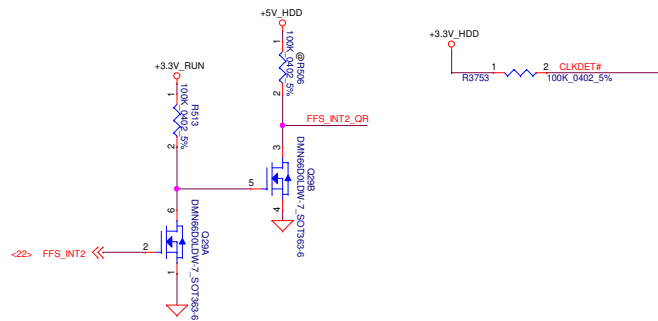 +5V_HDD
1
@R506
100K_0402_5%
2
FFS_INT2_QR
+3.3V_RUN
1
R513
100K_0402_5%
2
3
5
Q29B
DMN66D0LDW-7_SOT363-6
4
6
<22> FFS_INT2
2
Q29A
DMN66D0LDW-7_SOT363-6
1
+3.3V_HDD
1
2
CLKDET#
R3753
100K_0402_5%